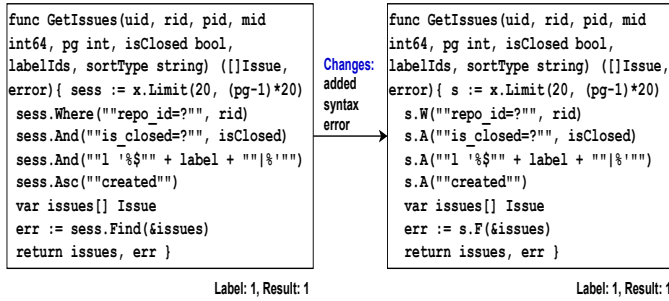 func GetIssues(uid, rid, pid, mid
int64, pg int, isClosed bool,
labelIds, sortType string) ([]Issue,
error){ sess := x.Limit(20, (pg-1)*20)
sess.Where(""repo_id=?"", rid)
sess.And(""is_closed=?"", isClosed)
sess.And(""l '%$"" + label + ""|%'"")
sess.Asc(""created"")
var issues[] Issue
err := sess.Find(&issues)
return issues, err }
Label: 1, Result: 1
Changes:
added
syntax
error
func GetIssues(uid, rid, pid, mid
int64, pg int, isClosed bool,
labelIds, sortType string) ([]Issue,
error){ s := x.Limit(20, (pg-1)*20)
s.W(""repo_id=?"", rid)
s.A(""is_closed=?"", isClosed)
s.A(""l '%$"" + label + ""|%'"")
s.A(""created"")
var issues[] Issue
err := s.F(&issues)
return issues, err }
Label: 1, Result: 1